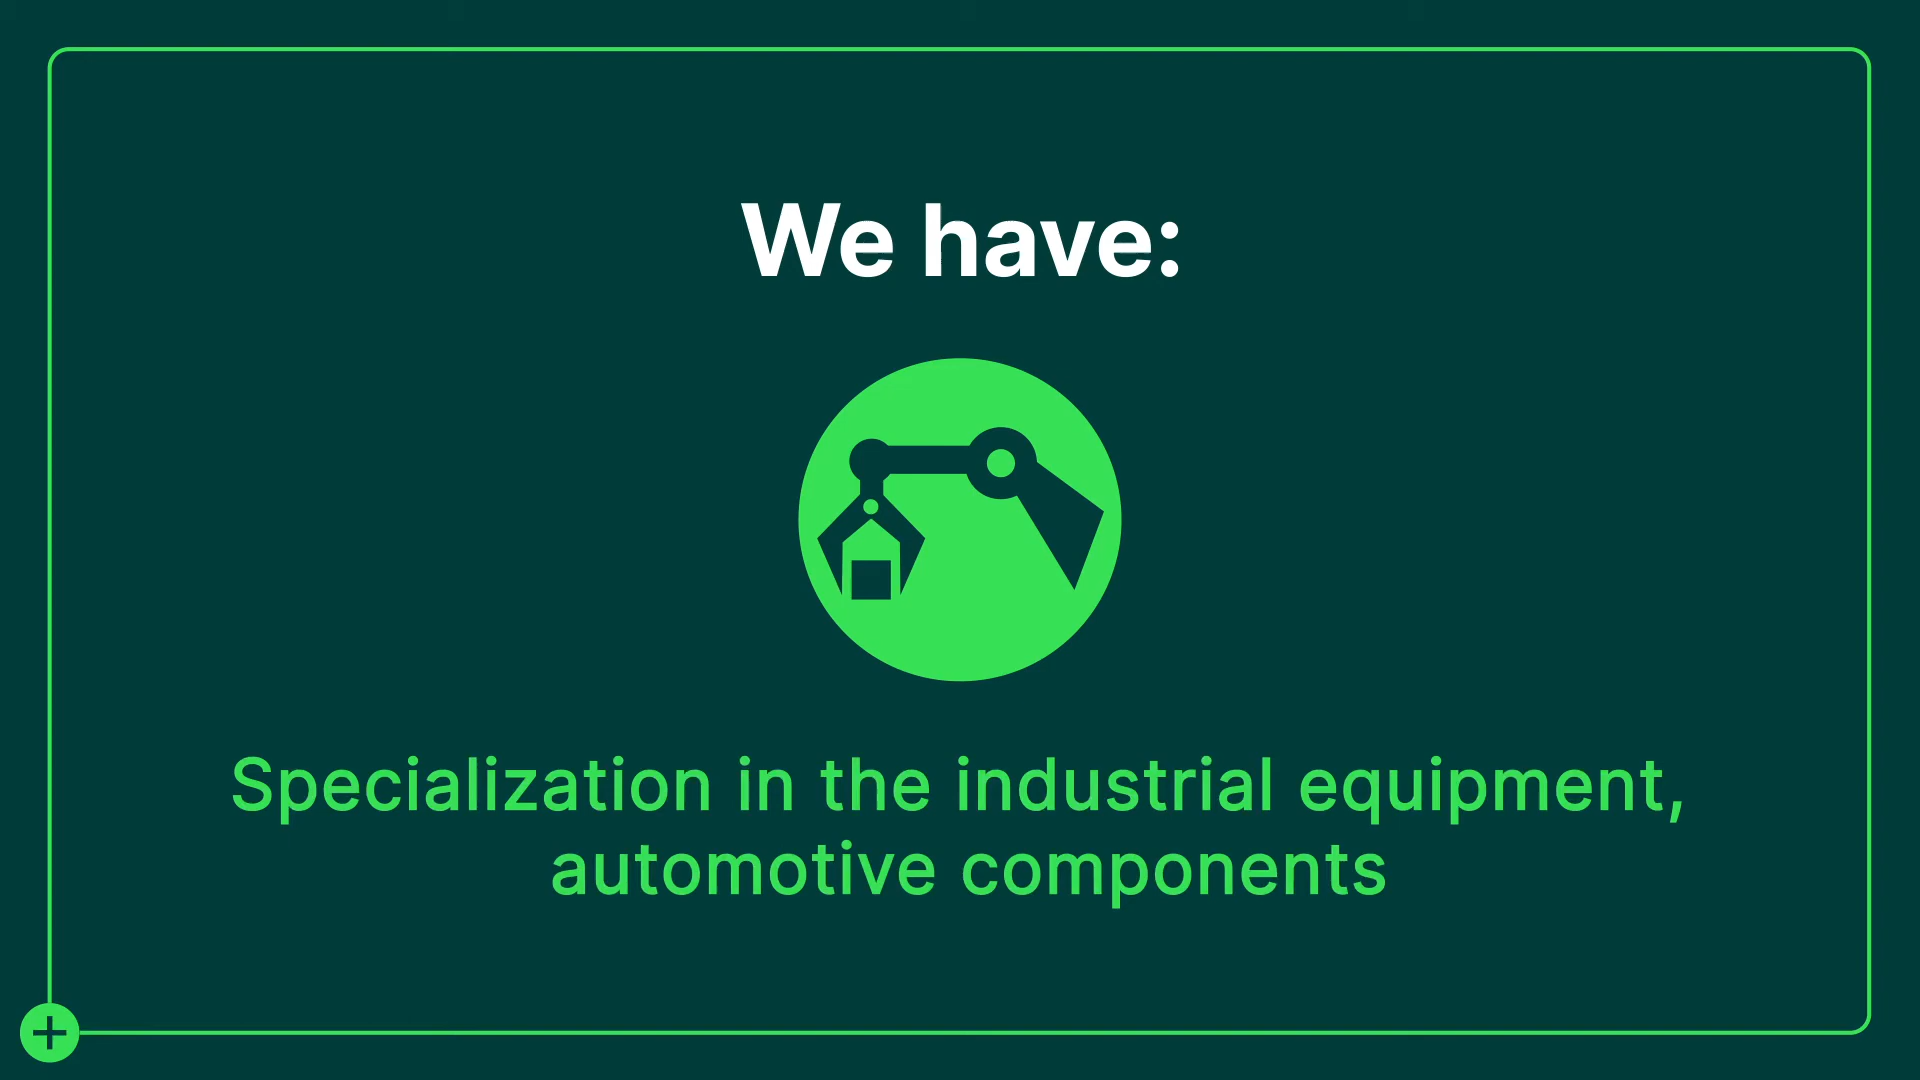 We have:
Specialization in the industrial equipment,
automotive components